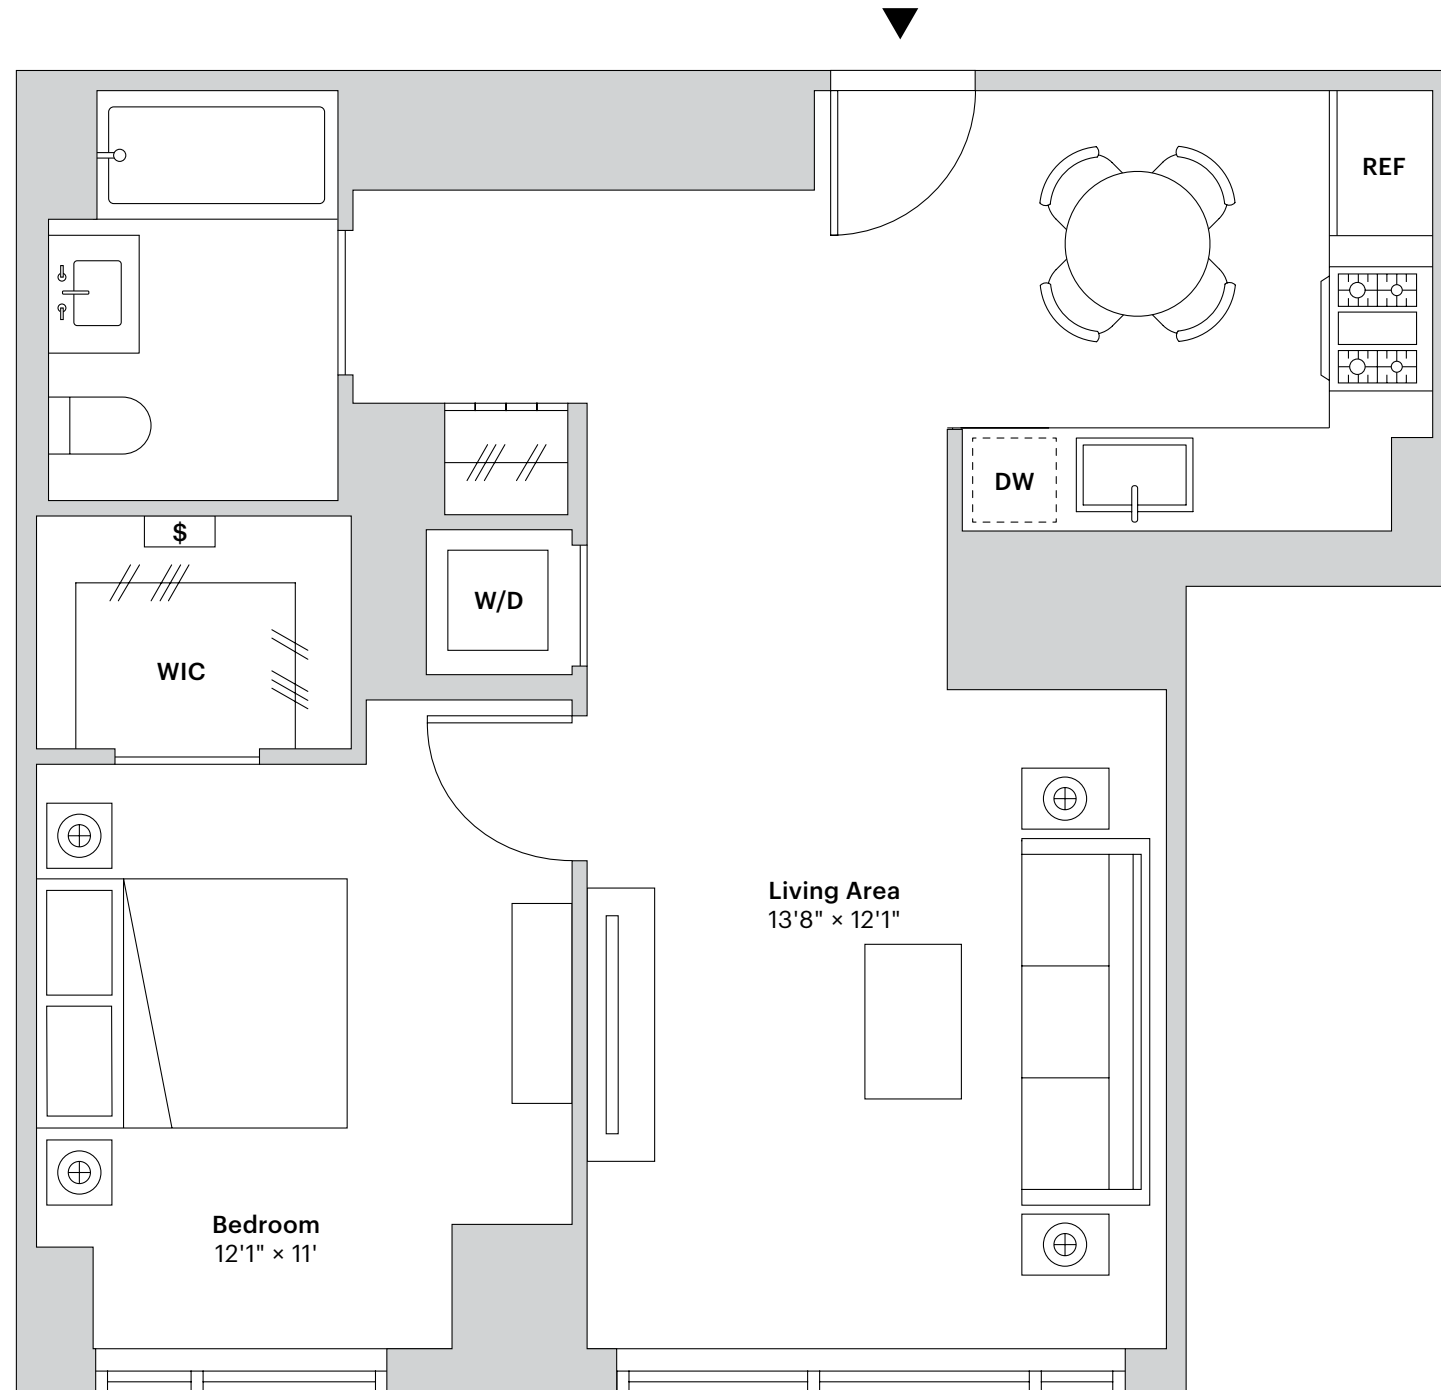 REF
DW
$
W/D
WIC
Living Area
13'8" × 12'1"
Bedroom
12'1" × 11'